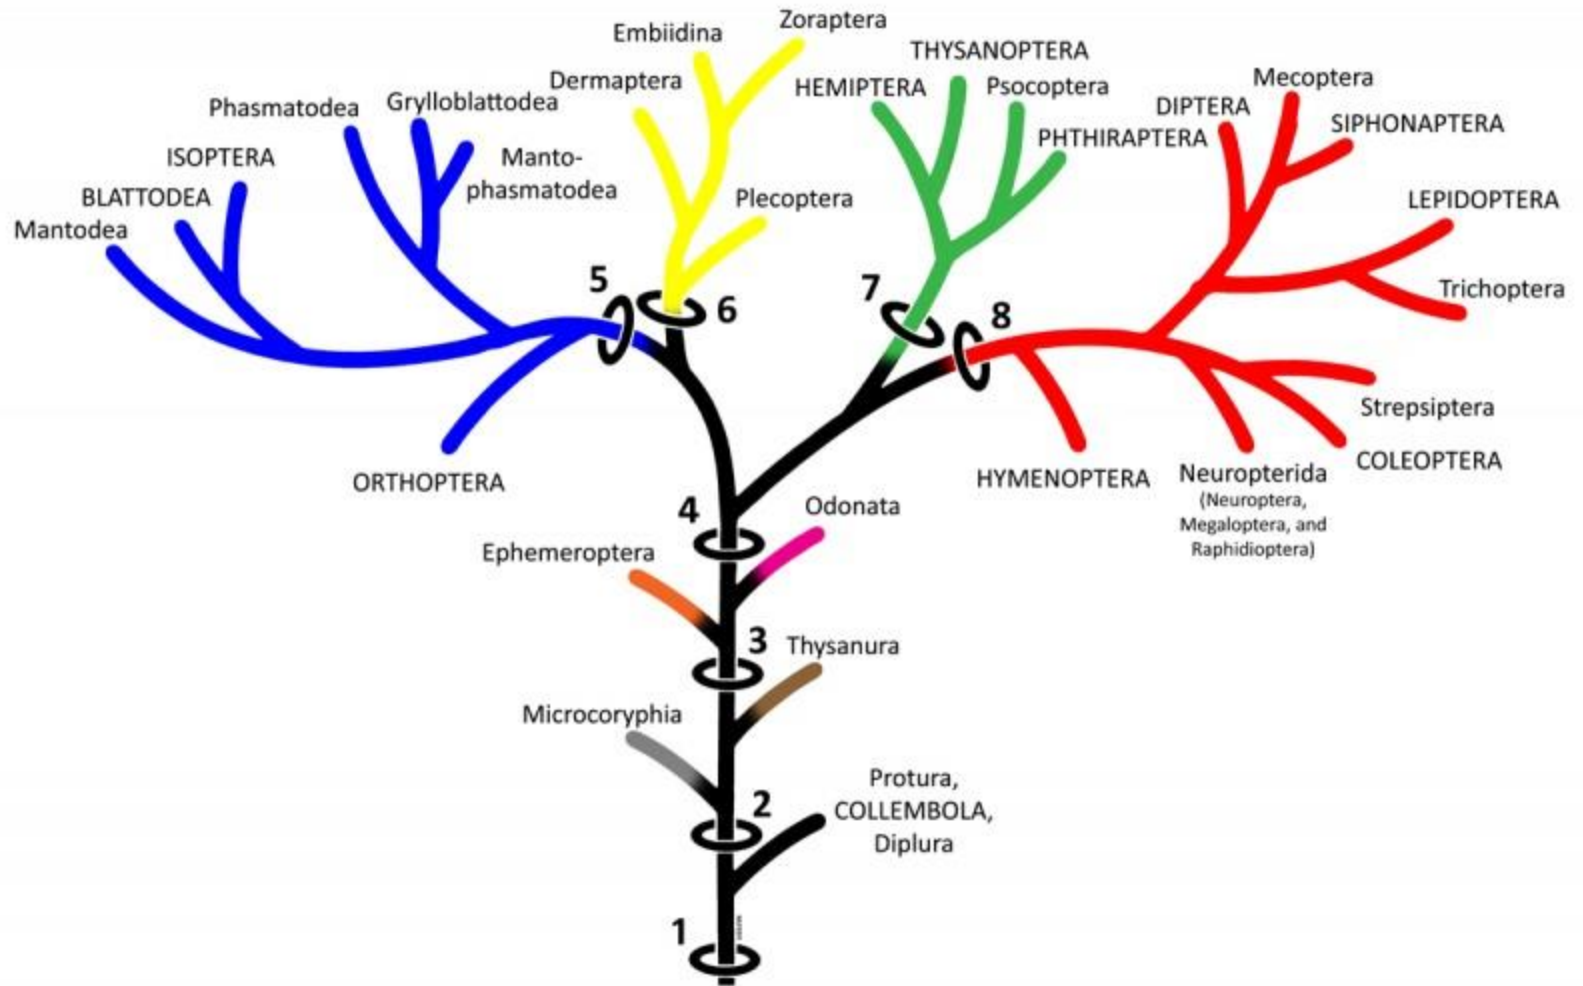 Zoraptera
Embiidina
THYSANOPTERA
Dermaptera
HEMIPTERA
Psocoptera
Mecoptera
Phasmatodea
Grylloblattodea
DIPTERA
SIPHONAPTERA
PHTHIRAPTERA
ISOPTERA
Manto-
phasmatodea
BLATTODEA
Plecoptera
LEPIDOPTERA
Mantodea
5
6
7
8
Trichoptera
Strepsiptera
COLEOPTERA
ORTHOPTERA
HYMENOPTERA
Neuropterida
(Neuroptera,
Megaloptera, and
Raphidioptera)
4
Odonata
Ephemeroptera
3
Thysanura
Microcoryphia
2
Protura,
COLLEMBOLA,
Diplura
1